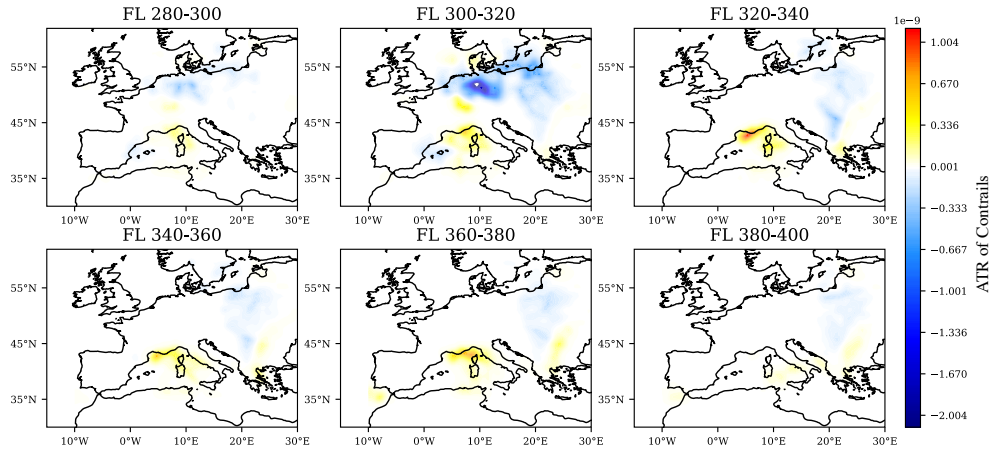 FL 280-300 FL 300-320 FL 320-340
1e−9
55°N 55°N 55°N
45°N 45°N 45°N
35°N 35°N 35°N
10°W 0°W 10°E 20°E 30°E 10°W 0°W 10°E 20°E 30°E 10°W 0°W 10°E 20°E 30°E
FL 340-360 FL 360-380 FL 380-400
55°N 55°N 55°N
45°N 45°N 45°N
35°N 35°N 35°N
10°W 0°W 10°E 20°E 30°E 10°W 0°W 10°E 20°E 30°E 10°W 0°W 10°E 20°E 30°E
1.004
0.670
0.336
0.001
−0.333
−0.667
−1.001
−1.336
−1.670
−2.004
ATR of Contrails